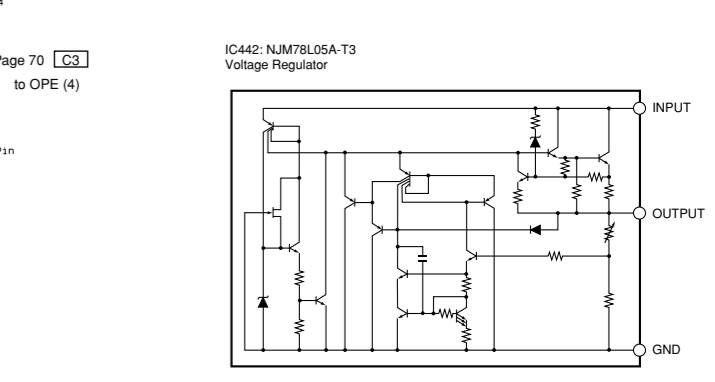 Page 70 C3
to OPE (4)
IC442: NJM78L05A-T3
Voltage Regulator
INPUT
OUTPUT
GND